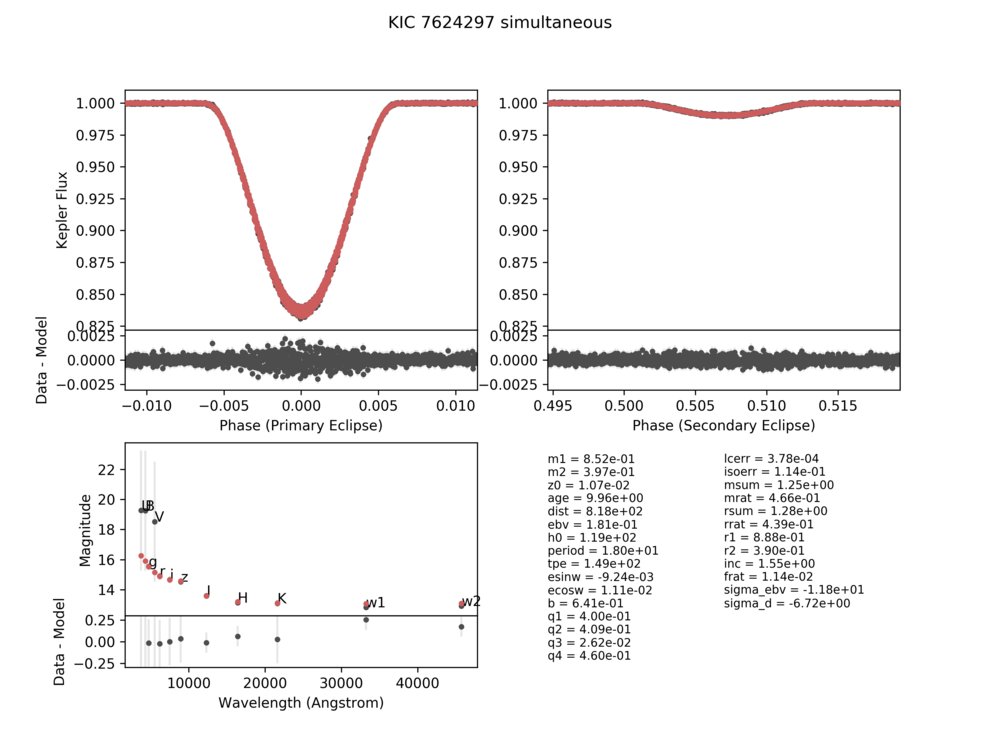 KIC 7624297 simultaneous
1.000
0.975
0.950
0.925
0.900
0.875
0.850
0.825
Kepler Flux
0.0025
0.0000
−0.0025
Data - Model
−0.010 −0.005 0.000 0.005 0.010
Phase (Primary Eclipse)
1.000
0.975
0.950
0.925
0.900
0.875
0.850
0.825
0.0025
0.0000
−0.0025
0.495 0.500 0.505 0.510 0.515
Phase (Secondary Eclipse)
22
20
18
16
14
Magnitude
U B V
g r i z
J H K w1 w2
0.25
0.00
−0.25
Data - Model
10000 20000 30000 40000
Wavelength (Angstrom)
m1 = 8.52e-01
m2 = 3.97e-01
z0 = 1.07e-02
age = 9.96e+00
dist = 8.18e+02
ebv = 1.81e-01
h0 = 1.19e+02
period = 1.80e+01
tpe = 1.49e+02
esinw = -9.24e-03
ecosw = 1.11e-02
b = 6.41e-01
q1 = 4.00e-01
q2 = 4.09e-01
q3 = 2.62e-02
q4 = 4.60e-01
lcerr = 3.78e-04
isoerr = 1.14e-01
msum = 1.25e+00
mrat = 4.66e-01
rsum = 1.28e+00
rrat = 4.39e-01
r1 = 8.88e-01
r2 = 3.90e-01
inc = 1.55e+00
frat = 1.14e-02
sigma_ebv = -1.18e+01
sigma_d = -6.72e+00